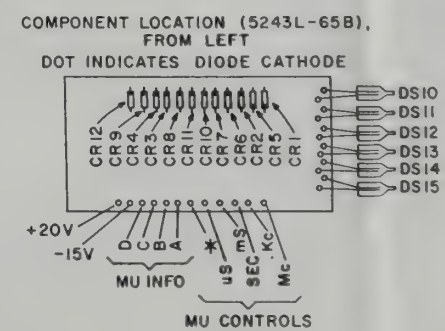 COMPONENT LOCATION (5243L-65B),
FROM LEFT
DOT INDICATES DIODE CATHODE
DS10
DS11
DS12
DS13
DS14
DS15
CR12
CR9
CR4
CR3
CR8
CR11
CR10
CR7
CR6
CR2
CR5
CR1
+20V
-15V
D
C
B
A
*
uS
mS
SEC
Kc
Mc
MU INFO
MU CONTROLS